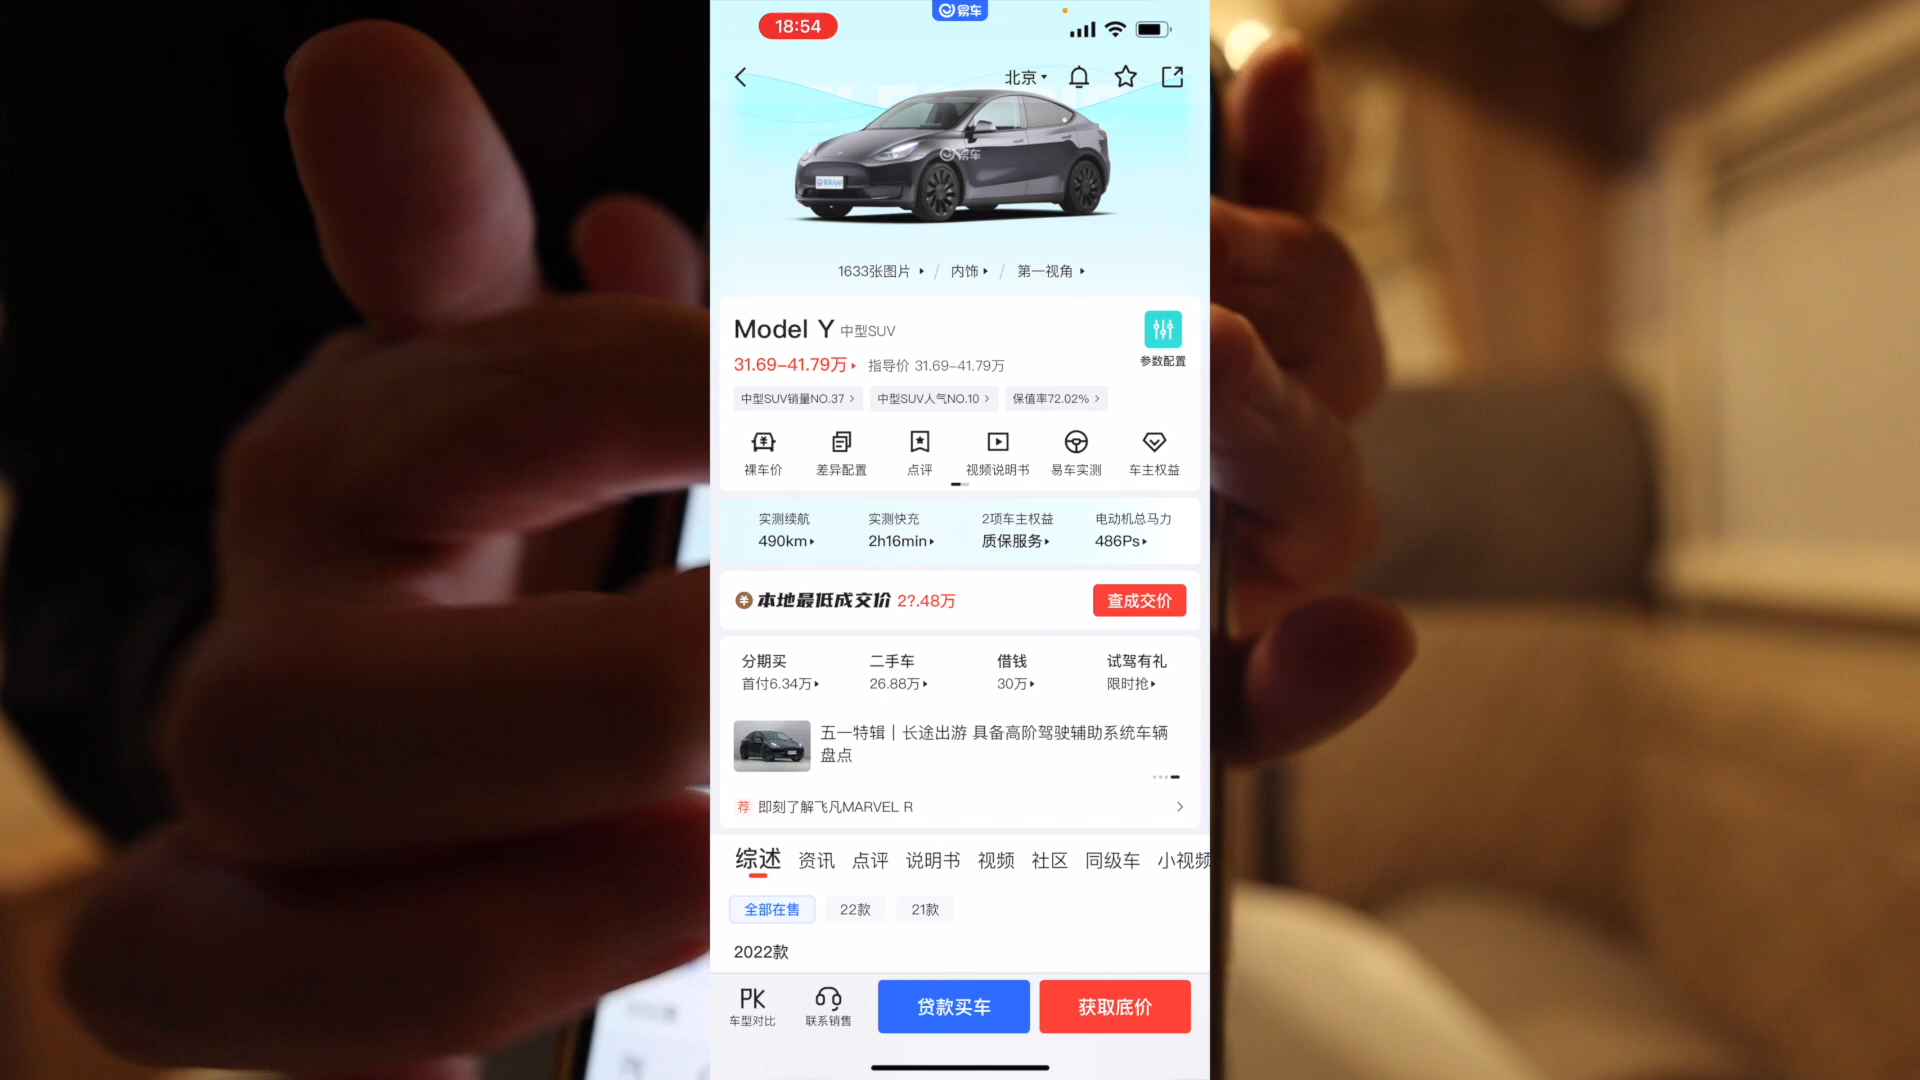 易车
18:54
北京
易车
1633张图片 / 内饰 / 第一视角
Model Y 中型SUV
参数配置
31.69-41.79万 指导价 31.69-41.79万
中型SUV销量NO.37 中型SUV人气NO.10 保值率72.02%
裸车价 差异配置 点评 视频说明书 易车实测 车主权益
实测续航 实测快充 2项车主权益 电动机总马力
490km 2h16min 质保服务 486Ps
本地最低成交价 2?.48万 查成交价
分期买 二手车 借钱 试驾有礼
首付6.34万 26.88万 30万 限时抢
五一特辑｜长途出游 具备高阶驾驶辅助系统车辆
盘点
荐 即刻了解飞凡MARVEL R
综述 资讯 点评 说明书 视频 社区 同级车 小视频
全部在售 22款 21款
2022款
PK 车型对比 联系销售 贷款买车 获取底价